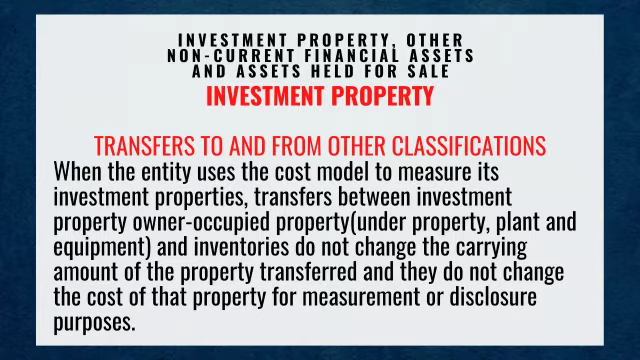 INVESTMENT PROPERTY, OTHER
NON-CURRENT FINANCIAL ASSETS
AND ASSETS HELD FOR SALE
INVESTMENT PROPERTY
TRANSFERS TO AND FROM OTHER CLASSIFICATIONS
When the entity uses the cost model to measure its
investment properties, transfers between investment
property owner-occupied property(under property, plant and
equipment) and inventories do not change the carrying
amount of the property transferred and they do not change
the cost of that property for measurement or disclosure
purposes.